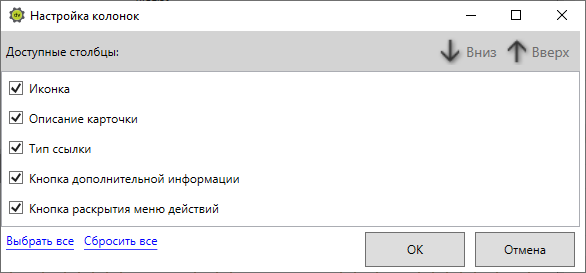 Настройка колонок
Доступные столбцы: Вниз Вверх
Иконка
Описание карточки
Тип ссылки
Кнопка дополнительной информации
Кнопка раскрытия меню действий
Выбрать все Сбросить все
OK Отмена